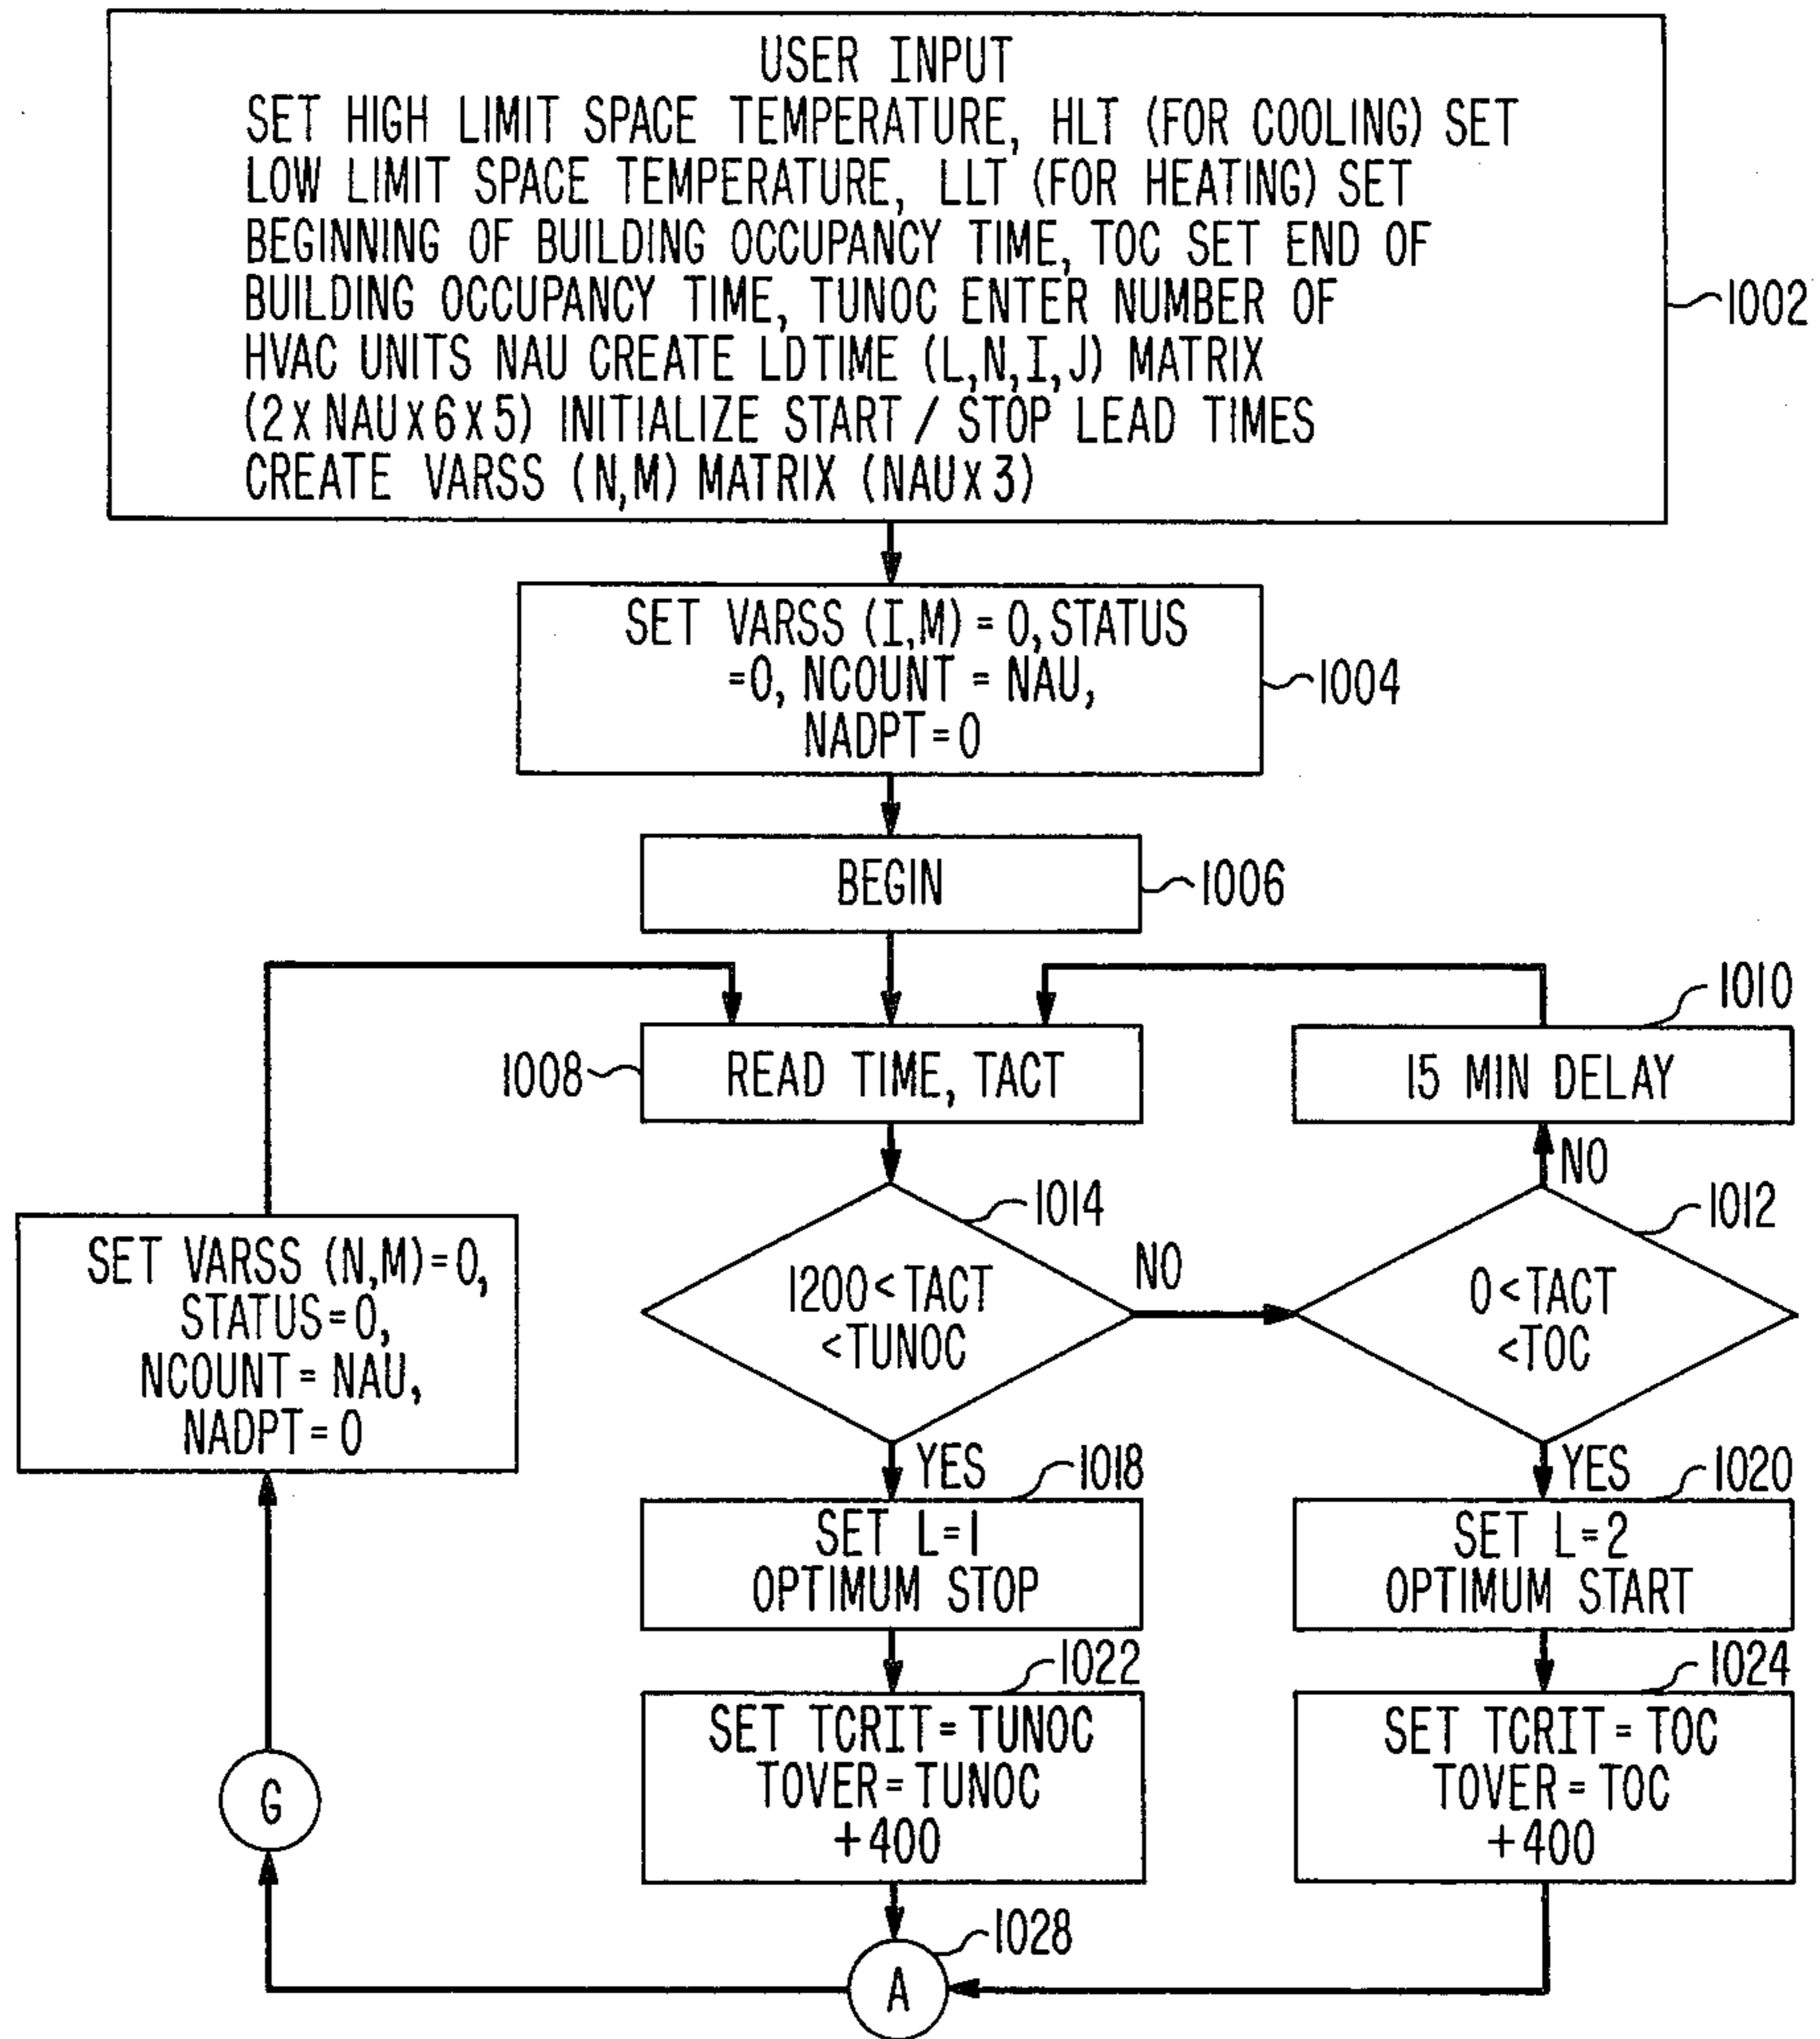 USER INPUT
SET HIGH LIMIT SPACE TEMPERATURE, HLT (FOR COOLING) SET
LOW LIMIT SPACE TEMPERATURE, LLT (FOR HEATING) SET
BEGINNING OF BUILDING OCCUPANCY TIME, TOC SET END OF
BUILDING OCCUPANCY TIME, TUNOC ENTER NUMBER OF
HVAC UNITS NAU CREATE LDTIME (L,N,I,J) MATRIX
(2 X NAU X 6 X 5) INITIALIZE START / STOP LEAD TIMES
CREATE VARSS (N,M) MATRIX (NAU X 3)
1002
SET VARSS (I,M) = 0, STATUS
=0, NCOUNT = NAU,
NADPT = 0
1004
BEGIN
1006
1008
READ TIME, TACT
1010
15 MIN DELAY
NO
1014
1200 < TACT
< TUNOC
NO
1012
0 < TACT
< TOC
SET VARSS (N,M) = 0,
STATUS = 0,
NCOUNT = NAU,
NADPT = 0
YES
1018
SET L=1
OPTIMUM STOP
YES
1020
SET L=2
OPTIMUM START
1022
SET TCRIT = TUNOC
TOVER = TUNOC
+400
1024
SET TCRIT = TOC
TOVER = TOC
+400
G
1028
A